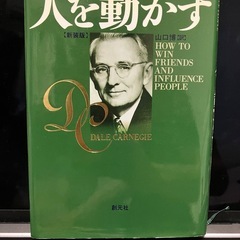 人を動かす
【新装版】
山口博[訳]
HOW TO
WIN
FRIENDS
AND
INFLUENCE
PEOPLE
DC
DALE CARNEGIE
創元社